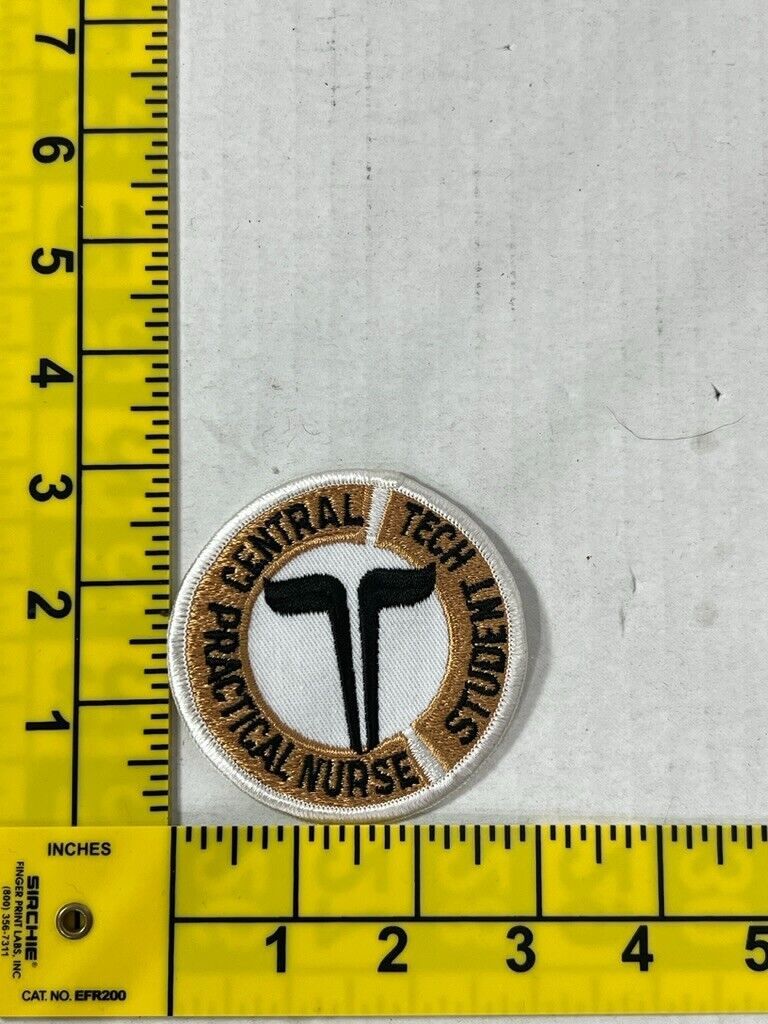 7
6
5
4
3
2
1
CENTRAL TECH
PRACTICAL NURSE STUDENT
INCHES
SIRCHIE®
FINGER PRINT LABS, INC
(800) 356-7311
CAT. NO. EFR200
1 2 3 4 5